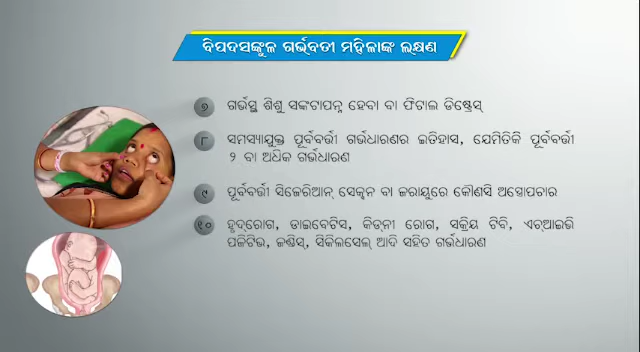 ବିପଦସଙ୍କୁଳ ଗର୍ଭବତୀ ମହିଳାଙ୍କ ଲକ୍ଷଣ
୭ ଗର୍ଭସ୍ଥ ଶିଶୁ ସଙ୍କଟାପନ୍ନ ହେବା ବା ଫିଟାଲ ଡିଷ୍ଟ୍ରେସ୍
୮ ସମସ୍ୟାଯୁକ୍ତ ପୂର୍ବବର୍ତ୍ତୀ ଗର୍ଭଧାରଣର ଇତିହାସ, ଯେମିତିକି ପୂର୍ବବର୍ତ୍ତୀ
୨ ବା ଅଧିକ ଗର୍ଭଧାରଣ
୯ ପୂର୍ବବର୍ତ୍ତୀ ସିଜେରିଆନ୍ ସେକ୍ସନ ବା ଜରାୟୁରେ କୌଣସି ଅସ୍ତ୍ରୋପଚାର
୧୦ ହୃଦ୍‌ରୋଗ, ଡାଇବେଟିସ, କିଡ୍‌ନୀ ରୋଗ, ସକ୍ରିୟ ଟିବି, ଏଚ୍ଆଇଭି
ପଜିଟିଭ, ଜଣ୍ଡିସ୍, ସିକିଲସେଲ୍ ଆଦି ସହିତ ଗର୍ଭଧାରଣ